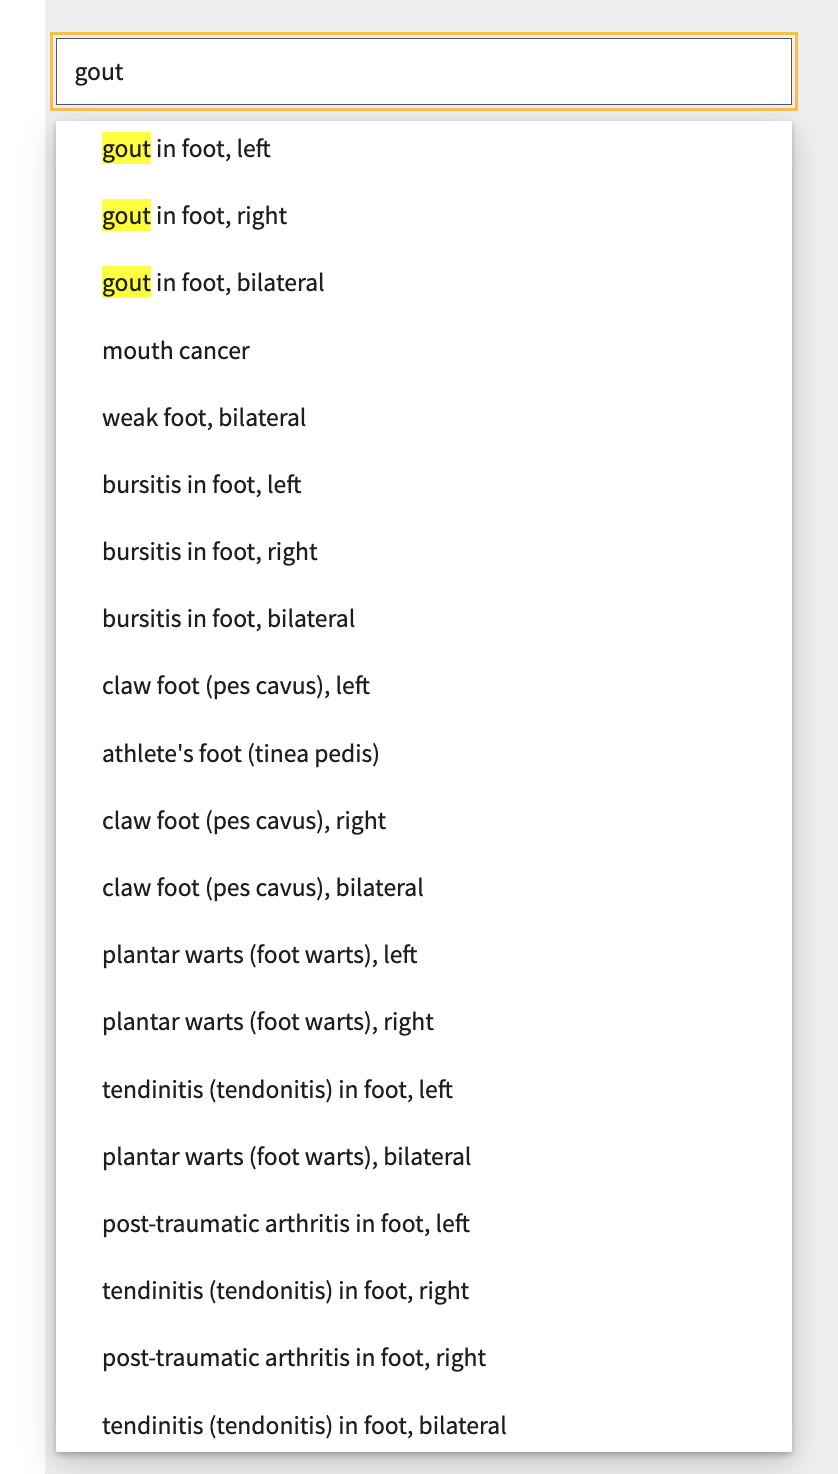 gout
gout in foot, left
gout in foot, right
gout in foot, bilateral
mouth cancer
weak foot, bilateral
bursitis in foot, left
bursitis in foot, right
bursitis in foot, bilateral
claw foot (pes cavus), left
athlete's foot (tinea pedis)
claw foot (pes cavus), right
claw foot (pes cavus), bilateral
plantar warts (foot warts), left
plantar warts (foot warts), right
tendinitis (tendonitis) in foot, left
plantar warts (foot warts), bilateral
post-traumatic arthritis in foot, left
tendinitis (tendonitis) in foot, right
post-traumatic arthritis in foot, right
tendinitis (tendonitis) in foot, bilateral